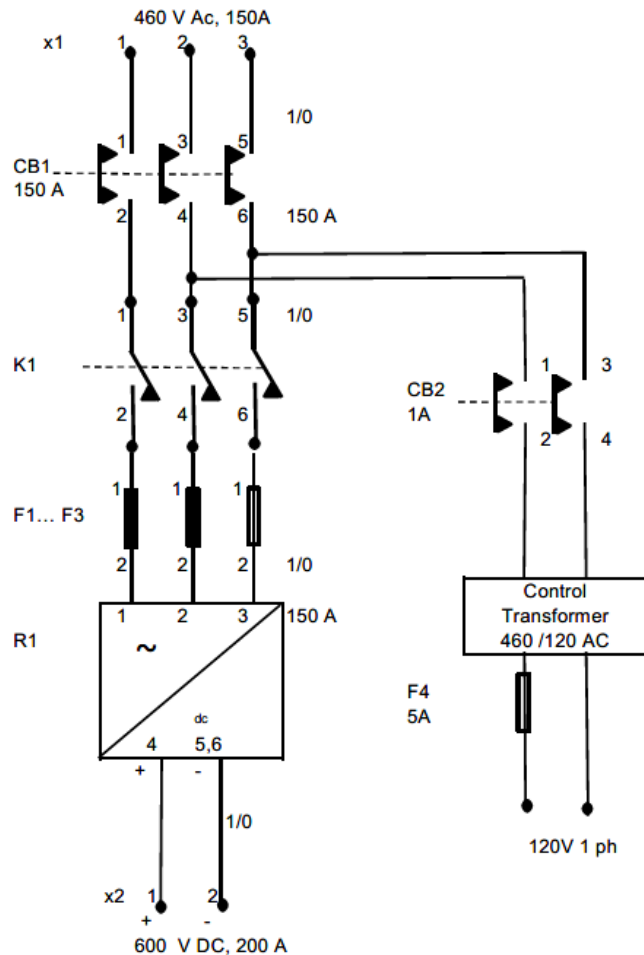 460 V Ac, 150A
x1 1 2 3
1/0
1 3 5
CB1
150 A
2 4 6 150 A
1 3 5 1/0
K1
1 3
CB2
1A
2 4 6
2 4
1 1 1
F1... F3
2 2 2 1/0
1 2 3 150 A
R1
~
dc
4 5,6
+ -
1/0
x2 1 2
+ -
600 V DC, 200 A
Control
Transformer
460 /120 AC
F4
5A
120V 1 ph